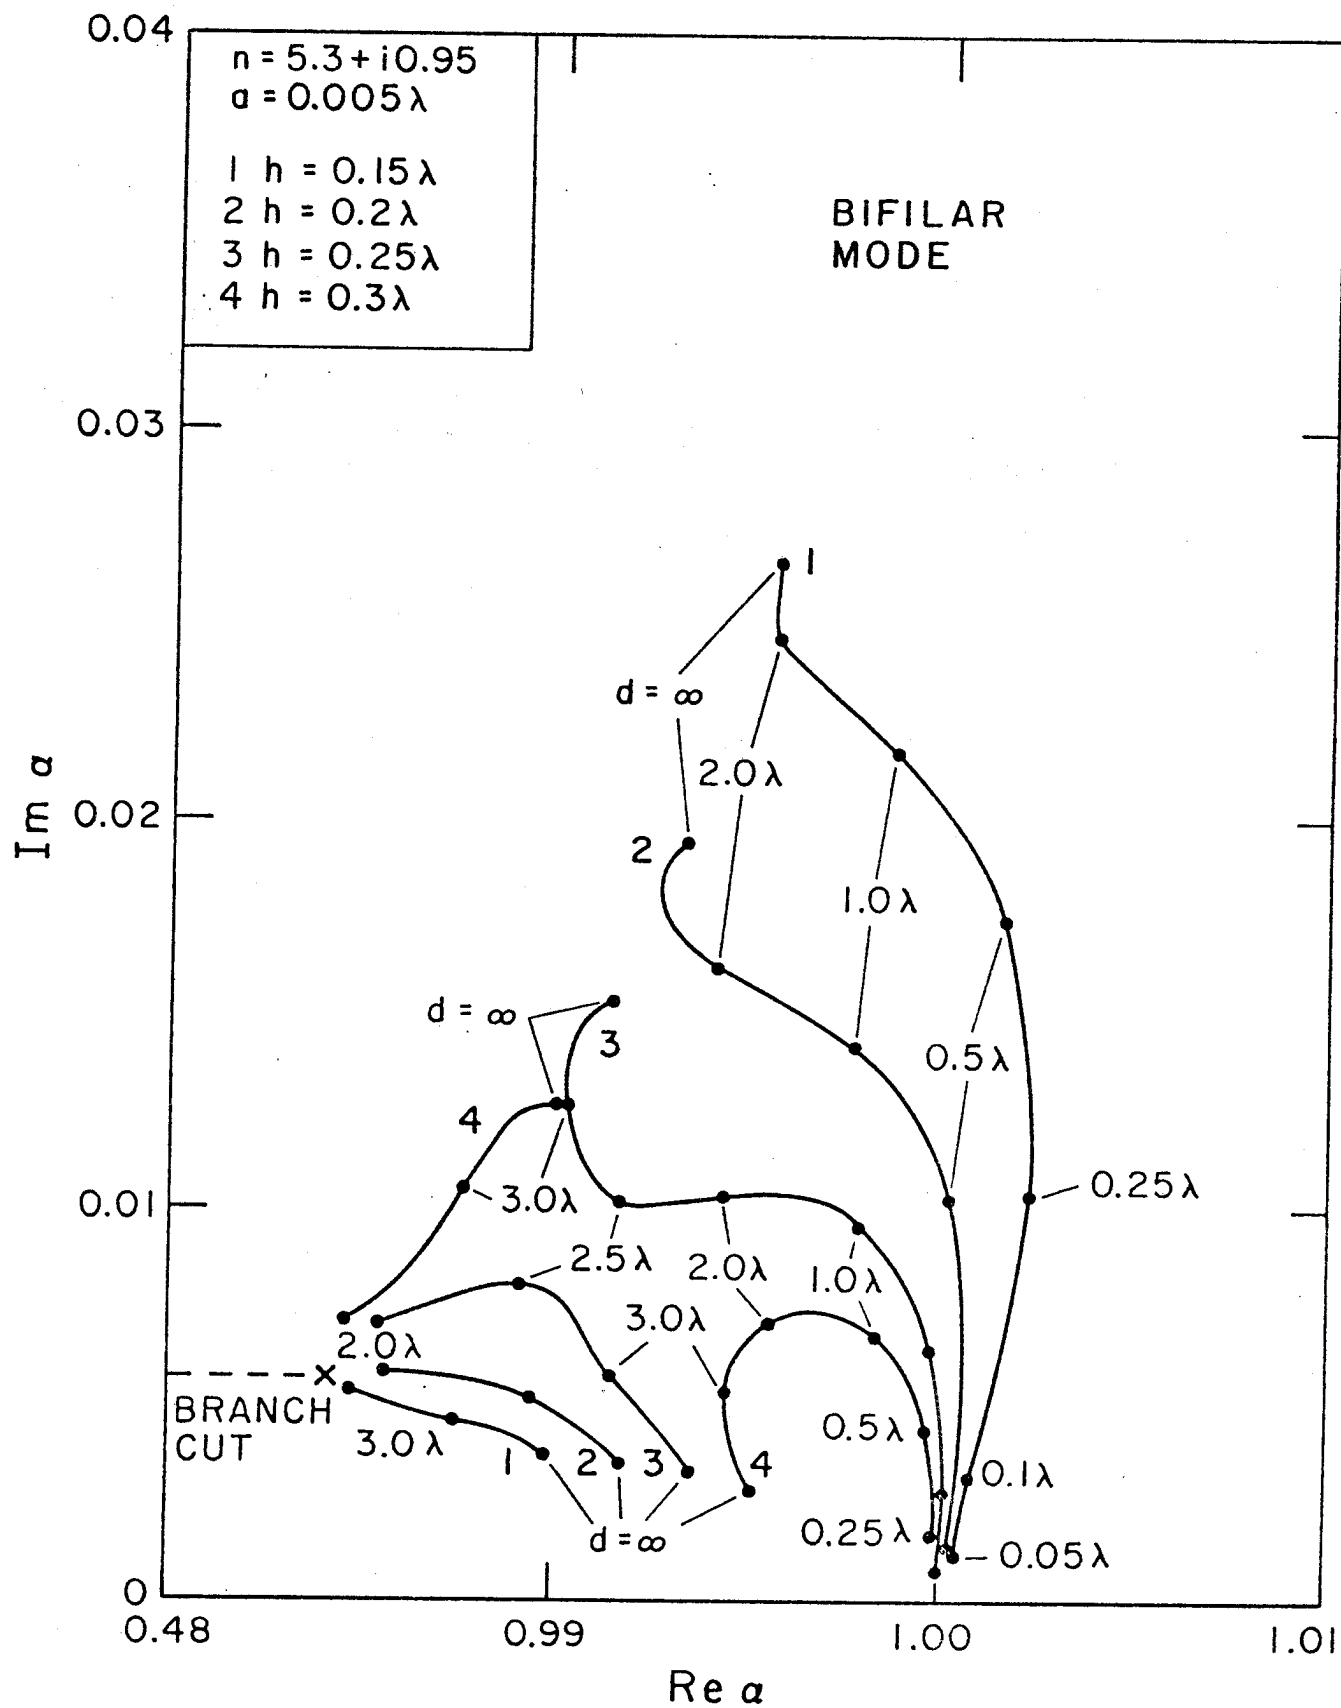 0.04
n = 5.3 + i0.95
a = 0.005λ
1 h = 0.15λ
2 h = 0.2λ
3 h = 0.25λ
4 h = 0.3λ
BIFILAR
MODE
0.03
1
d = ∞
2.0λ
Im α
0.02
2
1.0λ
d = ∞
3
0.5λ
4
3.0λ
0.25λ
0.01
2.5λ
2.0λ
1.0λ
3.0λ
2.0λ
BRANCH
CUT
3.0λ
0.5λ
1
2
3
4
0.1λ
d = ∞
0.25λ
0.05λ
0
0.48
0.99
1.00
1.01
Re α